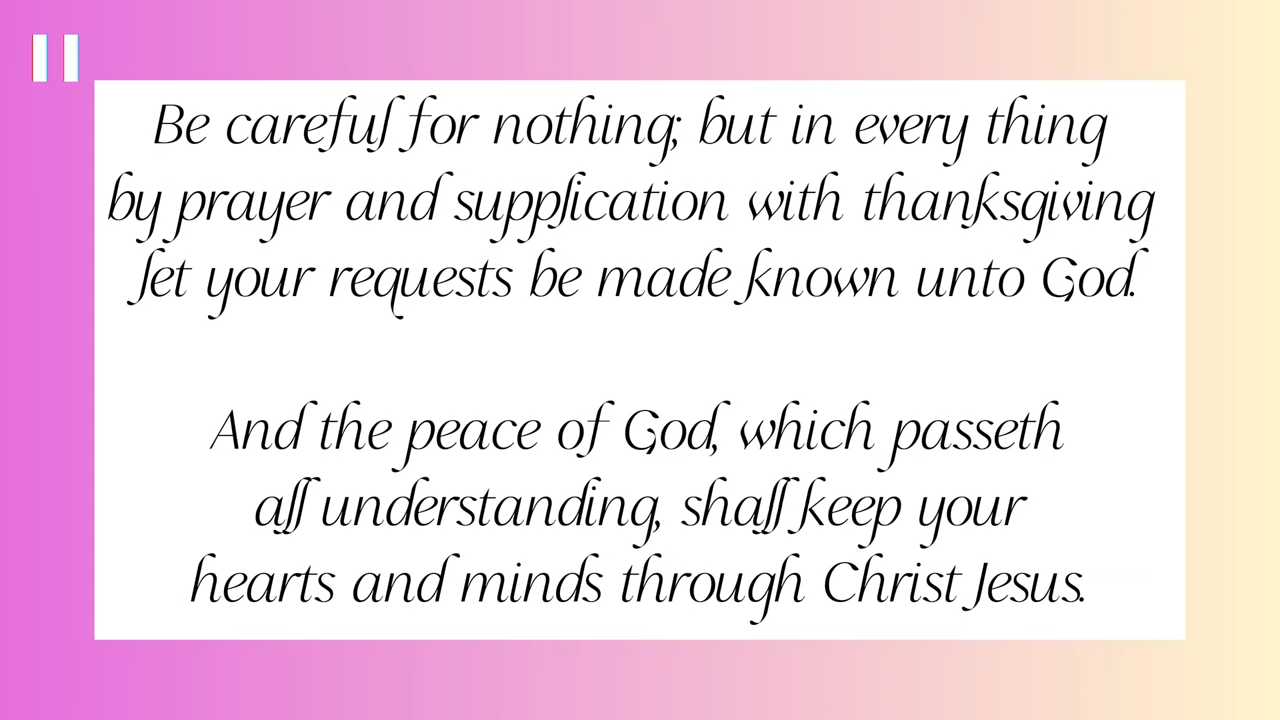 Be careful for nothing; but in every thing
by prayer and supplication with thanksgiving
let your requests be made known unto God.
And the peace of God, which passeth
all understanding, shall keep your
hearts and minds through Christ Jesus.